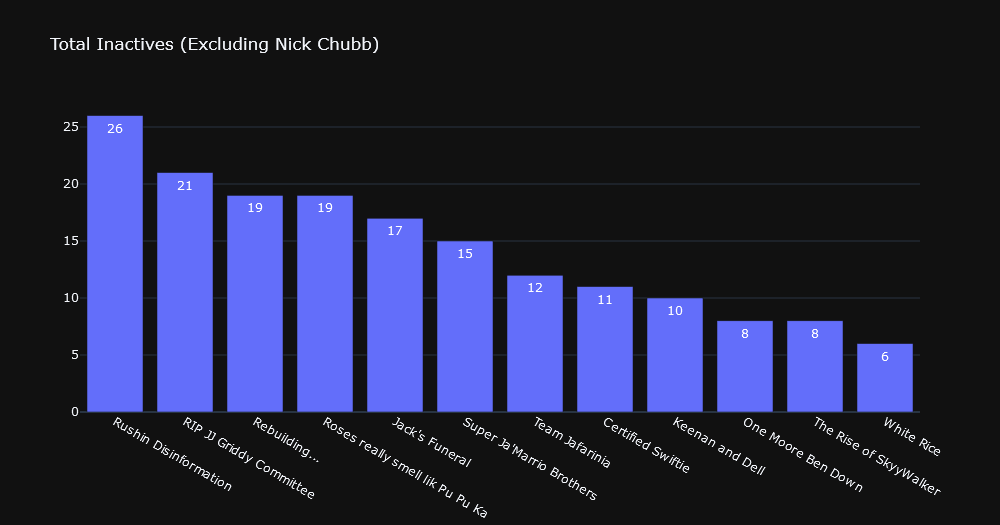 Total Inactives (Excluding Nick Chubb)
25
20
15
10
5
0
26
21
19
19
17
15
12
11
10
8
8
6
Rushin Disinformation
RIP JJ Griddy Committee
Rebuilding...
Roses really smell lik Pu Pu Ka
Jack's Funeral
Super Ja'Marrio Brothers
Team Jafarinia
Certified Swiftie
Keenan and Dell
One Moore Ben Down
The Rise of SkyyWalker
White Rice